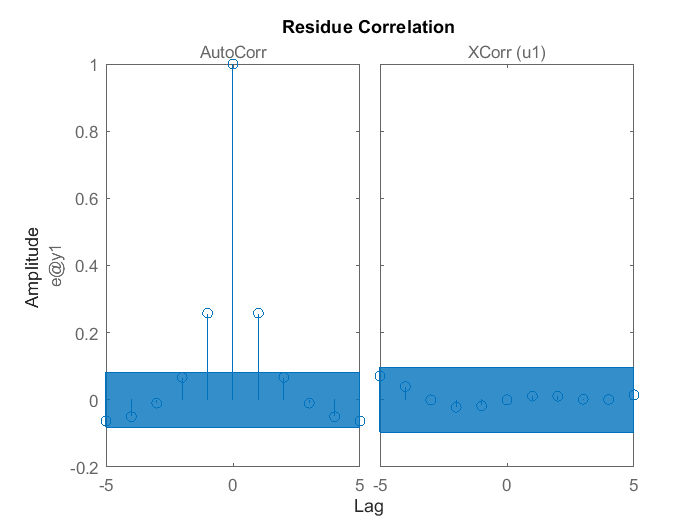 Residue Correlation
AutoCorr
XCorr (u1)
Amplitude
e@y1
1
0.8
0.6
0.4
0.2
0
-0.2
-5
0
5
-5
0
5
Lag